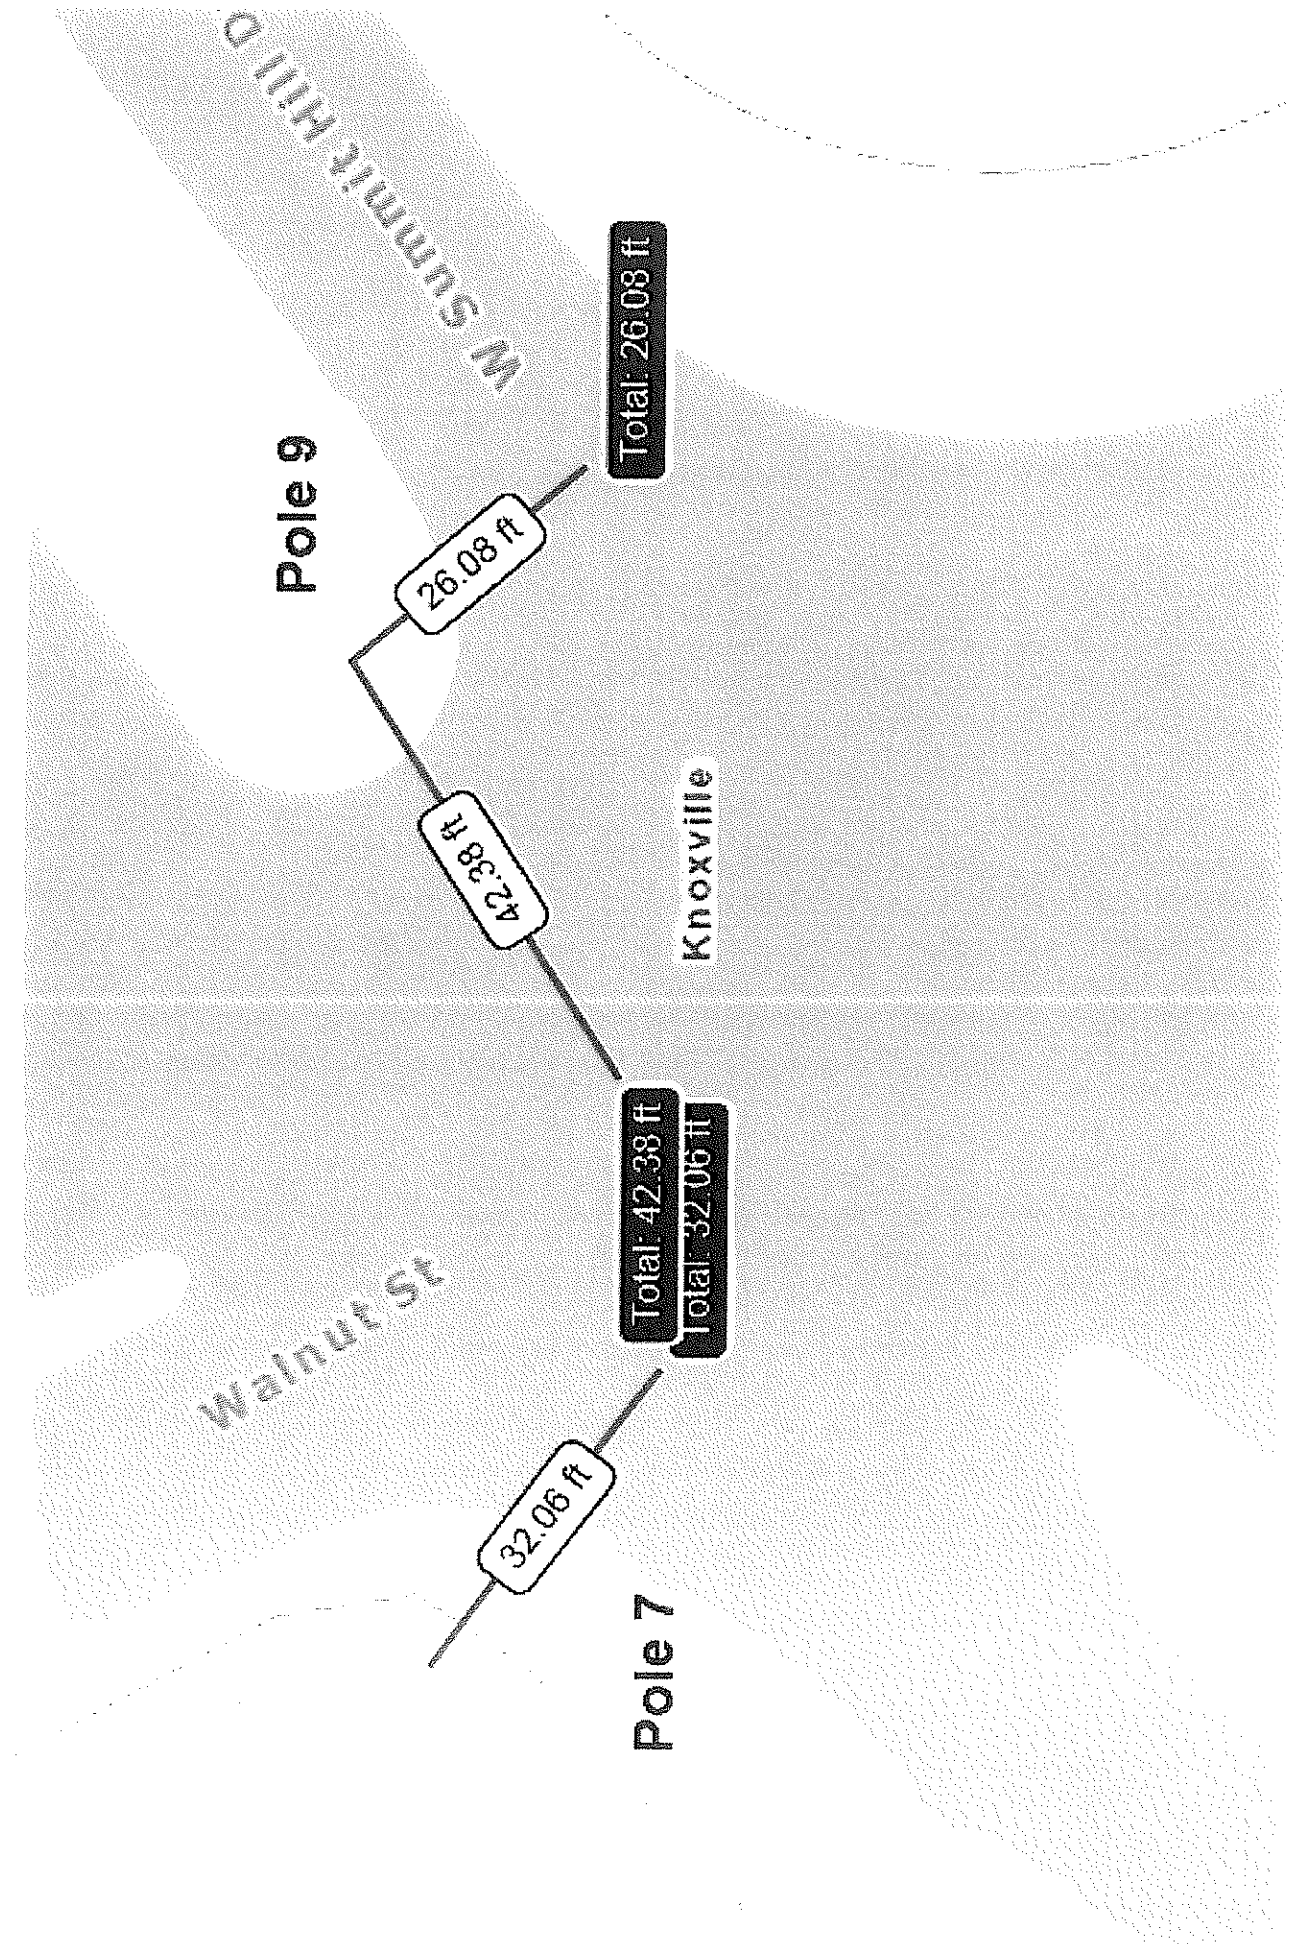 W Summit Hill D
Pole 9
Total: 26.08 ft
26.08 ft
42.38 ft
Knoxville
Total: 42.38 ft
Total: 32.06 ft
Walnut St
32.06 ft
Pole 7